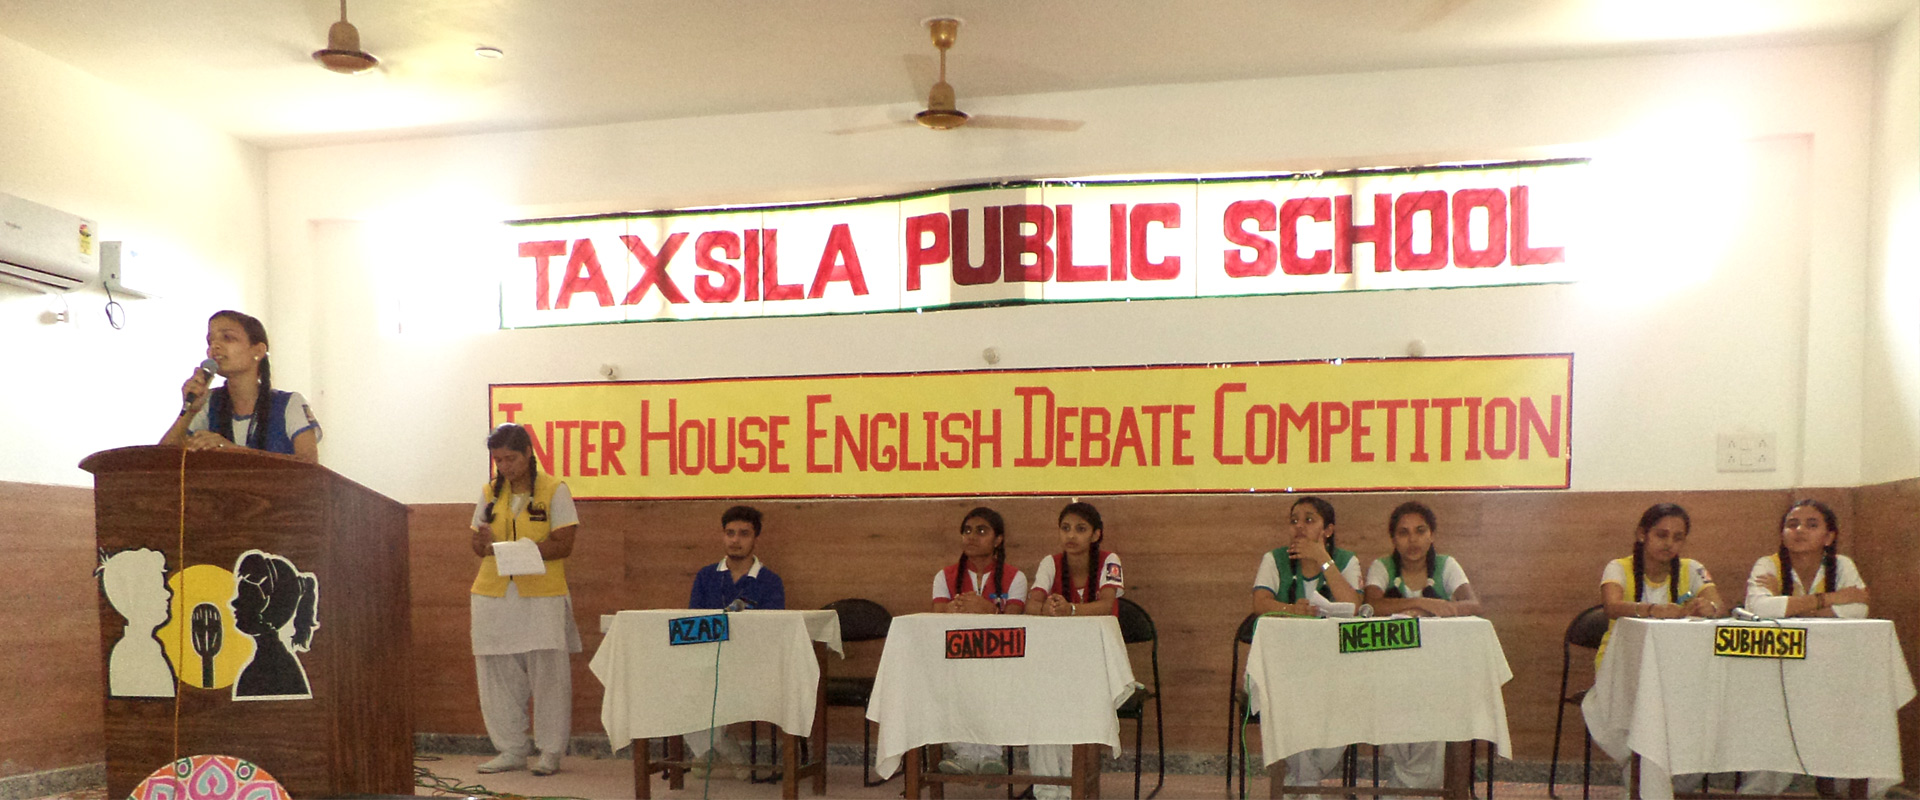 TAXSILA PUBLIC SCHOOL
INTER HOUSE ENGLISH DEBATE COMPETITION
AZAD
GANDHI
NEHRU
SUBHASH